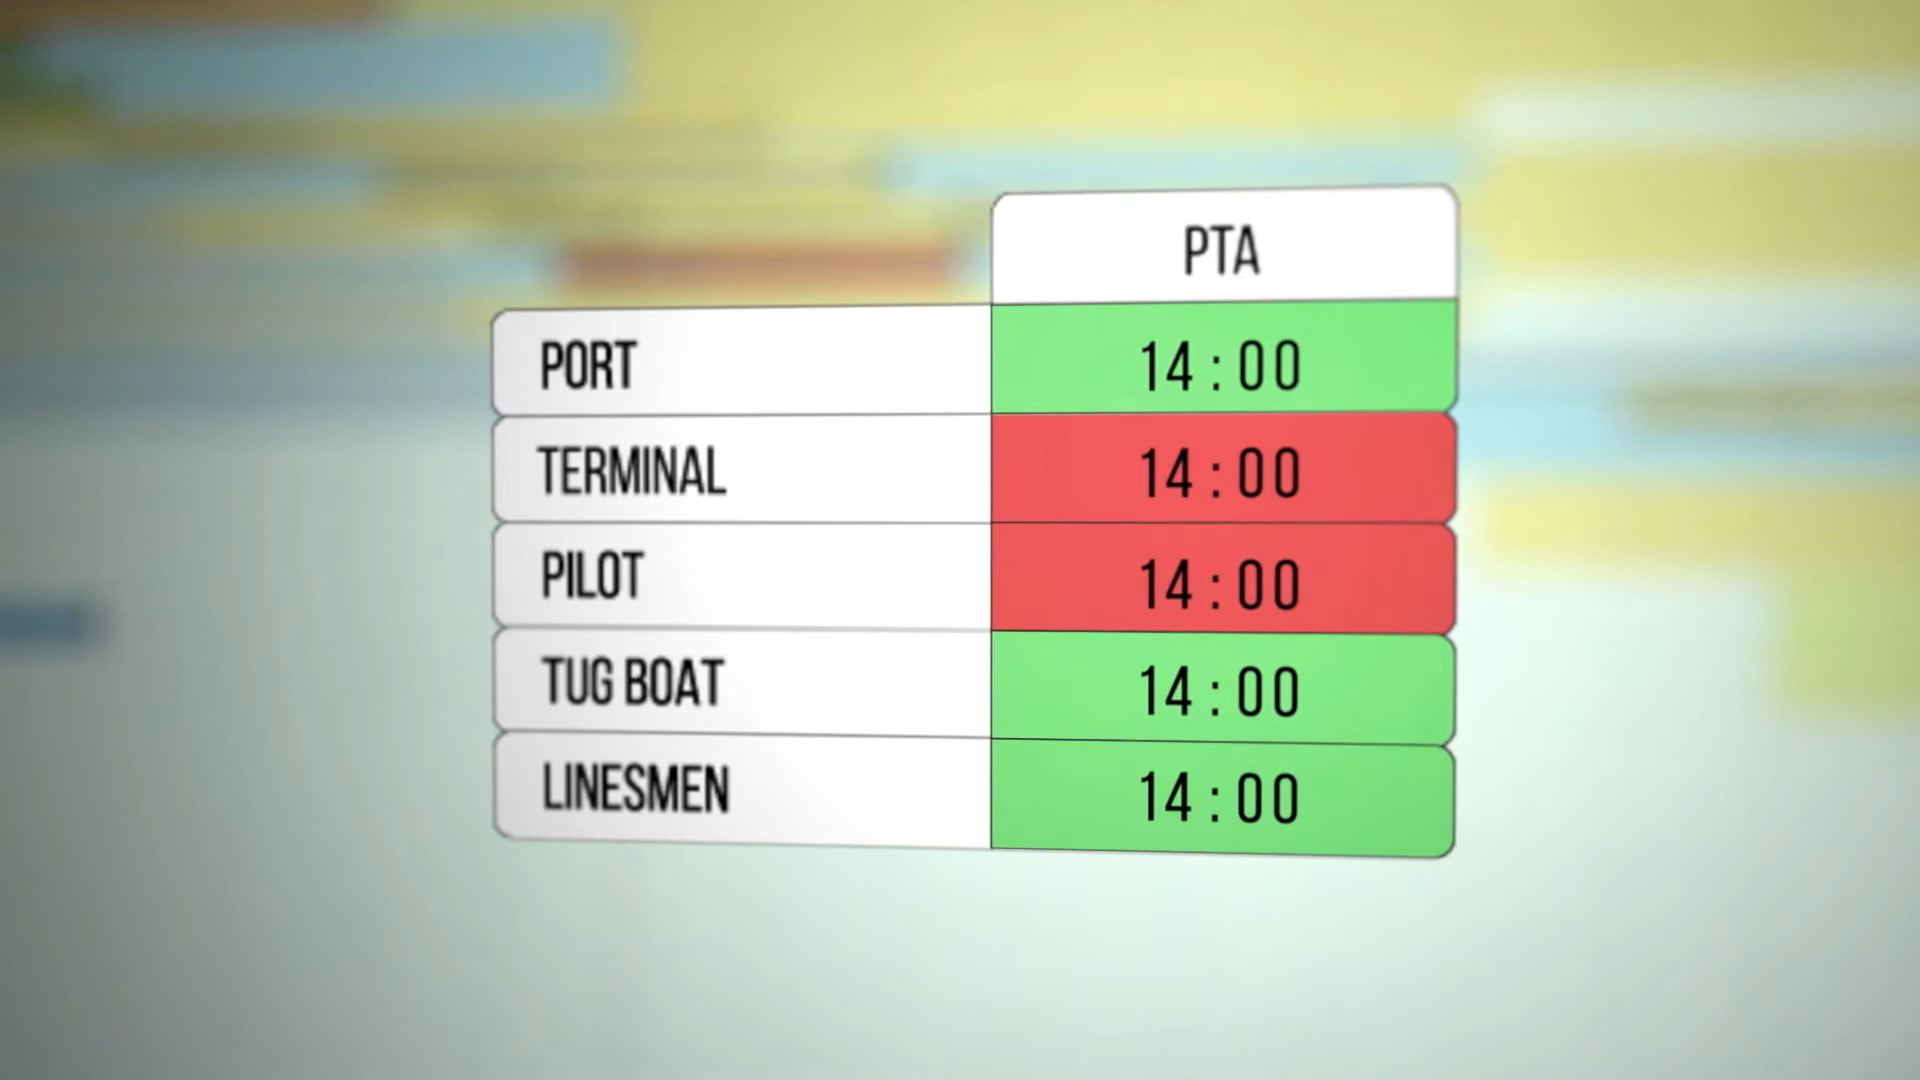 PTA
PORT 14:00
TERMINAL 14:00
PILOT 14:00
TUG BOAT 14:00
LINESMEN 14:00